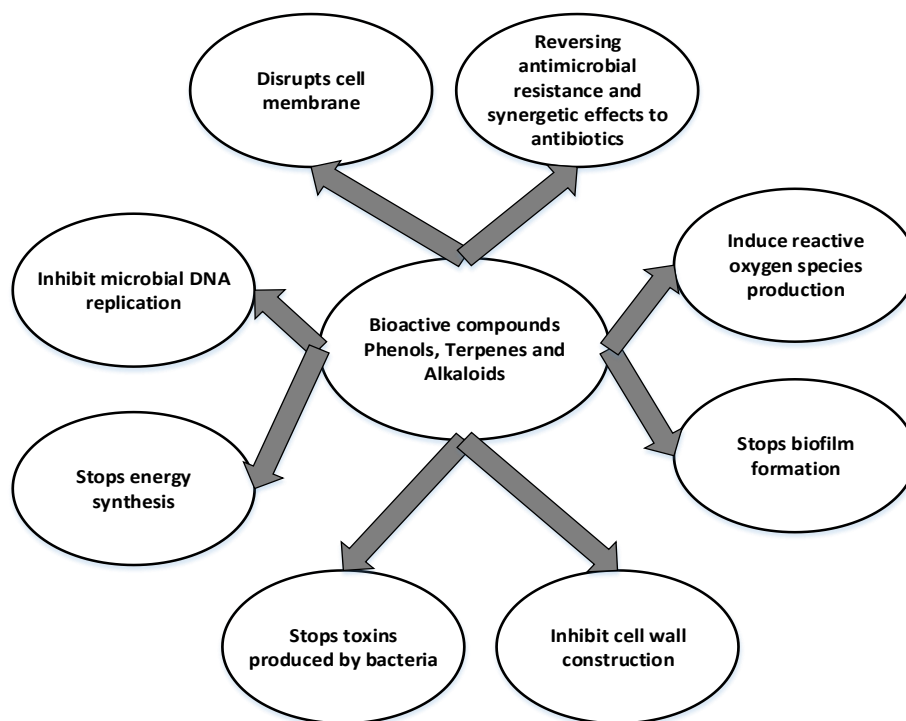 Disrupts cell
membrane
Reversing
antimicrobial
resistance and
synergetic effects to
antibiotics
Induce reactive
oxygen species
production
Inhibit microbial DNA
replication
Bioactive compounds
Phenols, Terpenes and
Alkaloids
Stops biofilm
formation
Stops energy
synthesis
Stops toxins
produced by bacteria
Inhibit cell wall
construction